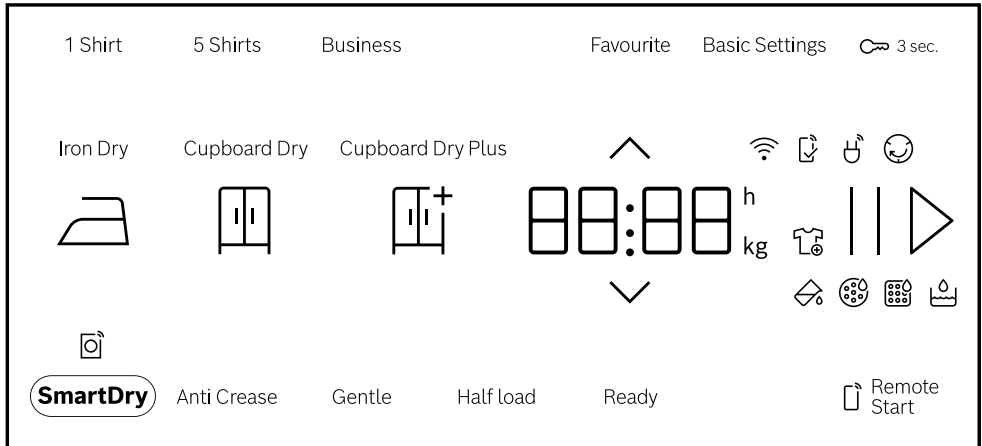 1 Shirt 5 Shirts Business Favourite Basic Settings 3 sec.
Iron Dry Cupboard Dry Cupboard Dry Plus
88:88 h
kg
SmartDry Anti Crease Gentle Half load Ready Remote
Start